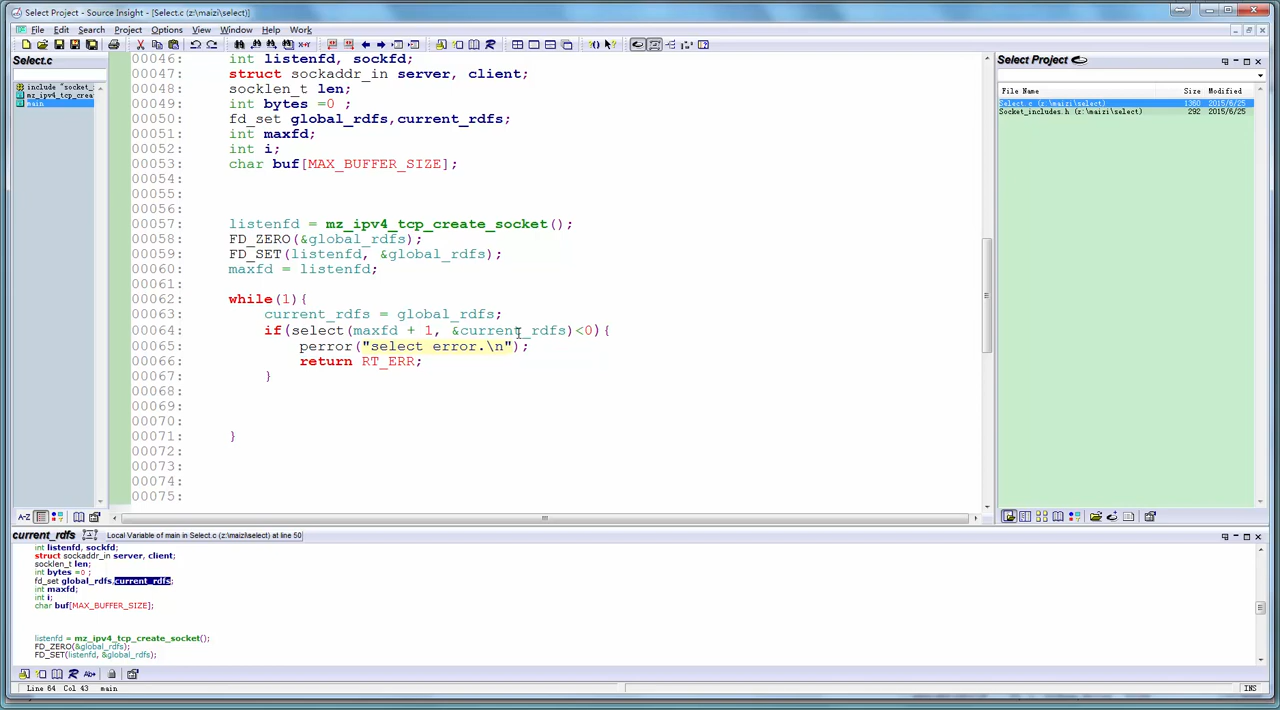 Select Project - Source Insight - [Select.c (z:\maizi\select)]
File Edit Search Project Options View Window Help Work
Select.c
include "socket_
mz_ipv4_tcp_crea
main
00046: int listenfd, sockfd;
00047: struct sockaddr_in server, client;
00048: socklen_t len;
00049: int bytes =0 ;
00050: fd_set global_rdfs,current_rdfs;
00051: int maxfd;
00052: int i;
00053: char buf[MAX_BUFFER_SIZE];
00054:
00055:
00056:
00057: listenfd = mz_ipv4_tcp_create_socket();
00058: FD_ZERO(&global_rdfs);
00059: FD_SET(listenfd, &global_rdfs);
00060: maxfd = listenfd;
00061:
00062: while(1){
00063: current_rdfs = global_rdfs;
00064: if(select(maxfd + 1, &current_rdfs)<0){
00065: perror("select error.\n");
00066: return RT_ERR;
00067: }
00068:
00069:
00070:
00071: }
00072:
00073:
00074:
00075:
Select Project
File Name Size Modified
Select.c (z:\maizi\select) 1360 2015/6/25
Socket_includes.h (z:\maizi\select) 292 2015/6/25
A-Z
current_rdfs Local Variable of main in Select.c (z:\maizi\select) at line 50
int listenfd, sockfd;
struct sockaddr_in server, client;
socklen_t len;
int bytes =0 ;
fd_set global_rdfs,current_rdfs;
int maxfd;
int i;
char buf[MAX_BUFFER_SIZE];
listenfd = mz_ipv4_tcp_create_socket();
FD_ZERO(&global_rdfs);
FD_SET(listenfd, &global_rdfs);
Line 64 Col 43 main INS